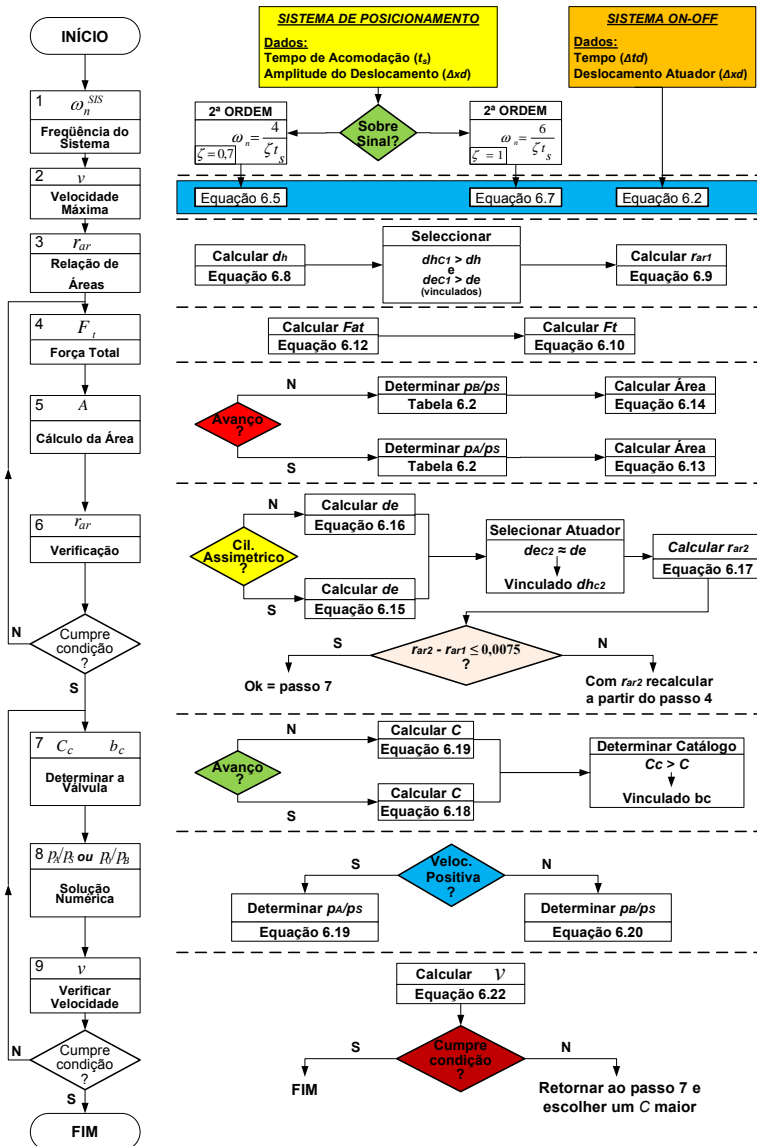 INÍCIO
1 ωn^SIS
Freqüência do
Sistema
2 v
Velocidade
Máxima
3 rar
Relação de
Áreas
4 Ft
Força Total
5 A
Cálculo da Área
6 rar
Verificação
N
Cumpre
condição
?
S
7 Cc bc
Determinar a
Válvula
8 pA/pS ou p0/pB
Solução
Numérica
9 v
Verificar
Velocidade
N
Cumpre
condição
?
S
FIM
SISTEMA DE POSICIONAMENTO
Dados:
Tempo de Acomodação (ts)
Amplitude do Deslocamento (Δxd)
SISTEMA ON-OFF
Dados:
Tempo (Δtd)
Deslocamento Atuador (Δxd)
2ª ORDEM
ωn = 4/ζts
ζ = 0,7
Sobre
Sinal?
2ª ORDEM
ωn = 6/ζts
ζ = 1
Equação 6.5
Equação 6.7
Equação 6.2
Calcular dh
Equação 6.8
Seleccionar
dhC1 > dh
e
deC1 > de
(vinculados)
Calcular rar1
Equação 6.9
Calcular Fat
Equação 6.12
Calcular Ft
Equação 6.10
Avanço
?
N
Determinar pB/ps
Tabela 6.2
Calcular Área
Equação 6.14
S
Determinar pA/ps
Tabela 6.2
Calcular Área
Equação 6.13
Cil.
Assimetrico
?
N
Calcular de
Equação 6.16
S
Calcular de
Equação 6.15
Selecionar Atuador
deC2 ≈ de
Vinculado dhc2
Calcular rar2
Equação 6.17
S
rar2 - rar1 ≤ 0,0075
?
N
Ok = passo 7
Com rar2 recalcular
a partir do passo 4
Avanço
?
N
Calcular C
Equação 6.19
S
Calcular C
Equação 6.18
Determinar Catálogo
Cc > C
Vinculado bc
S
Veloc.
Positiva
?
N
Determinar pA/pS
Equação 6.19
Determinar pB/pS
Equação 6.20
Calcular v
Equação 6.22
S
Cumpre
condição
?
N
FIM
Retornar ao passo 7 e
escolher um C maior